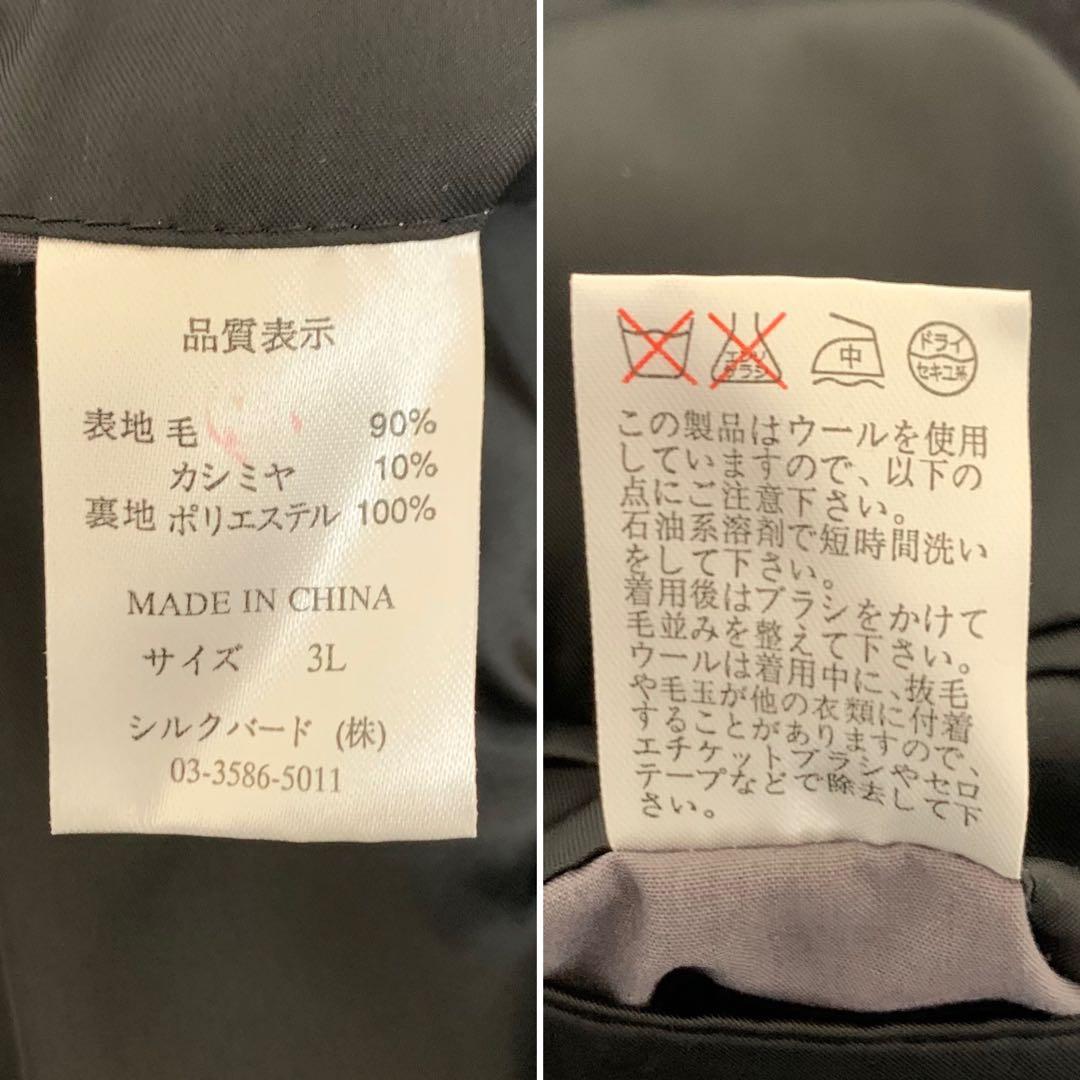 品質表示
表地 毛 90%
カシミヤ 10%
裏地 ポリエステル 100%
MADE IN CHINA
サイズ 3L
シルクバード (株)
03-3586-5011
エンソ
サラシ
中
ドライ
セキユ系
この製品はウールを使用
していますので、以下の
点にご注意下さい。
石油系溶剤で短時間洗い
をして下さい。
着用後はブラシをかけて
毛並みを整えて下さい。
ウールは着用中に、抜毛
や毛玉が他の衣類に付着
することがありますので、
エチケットブラシやセロ
テープなどで除去して下
さい。